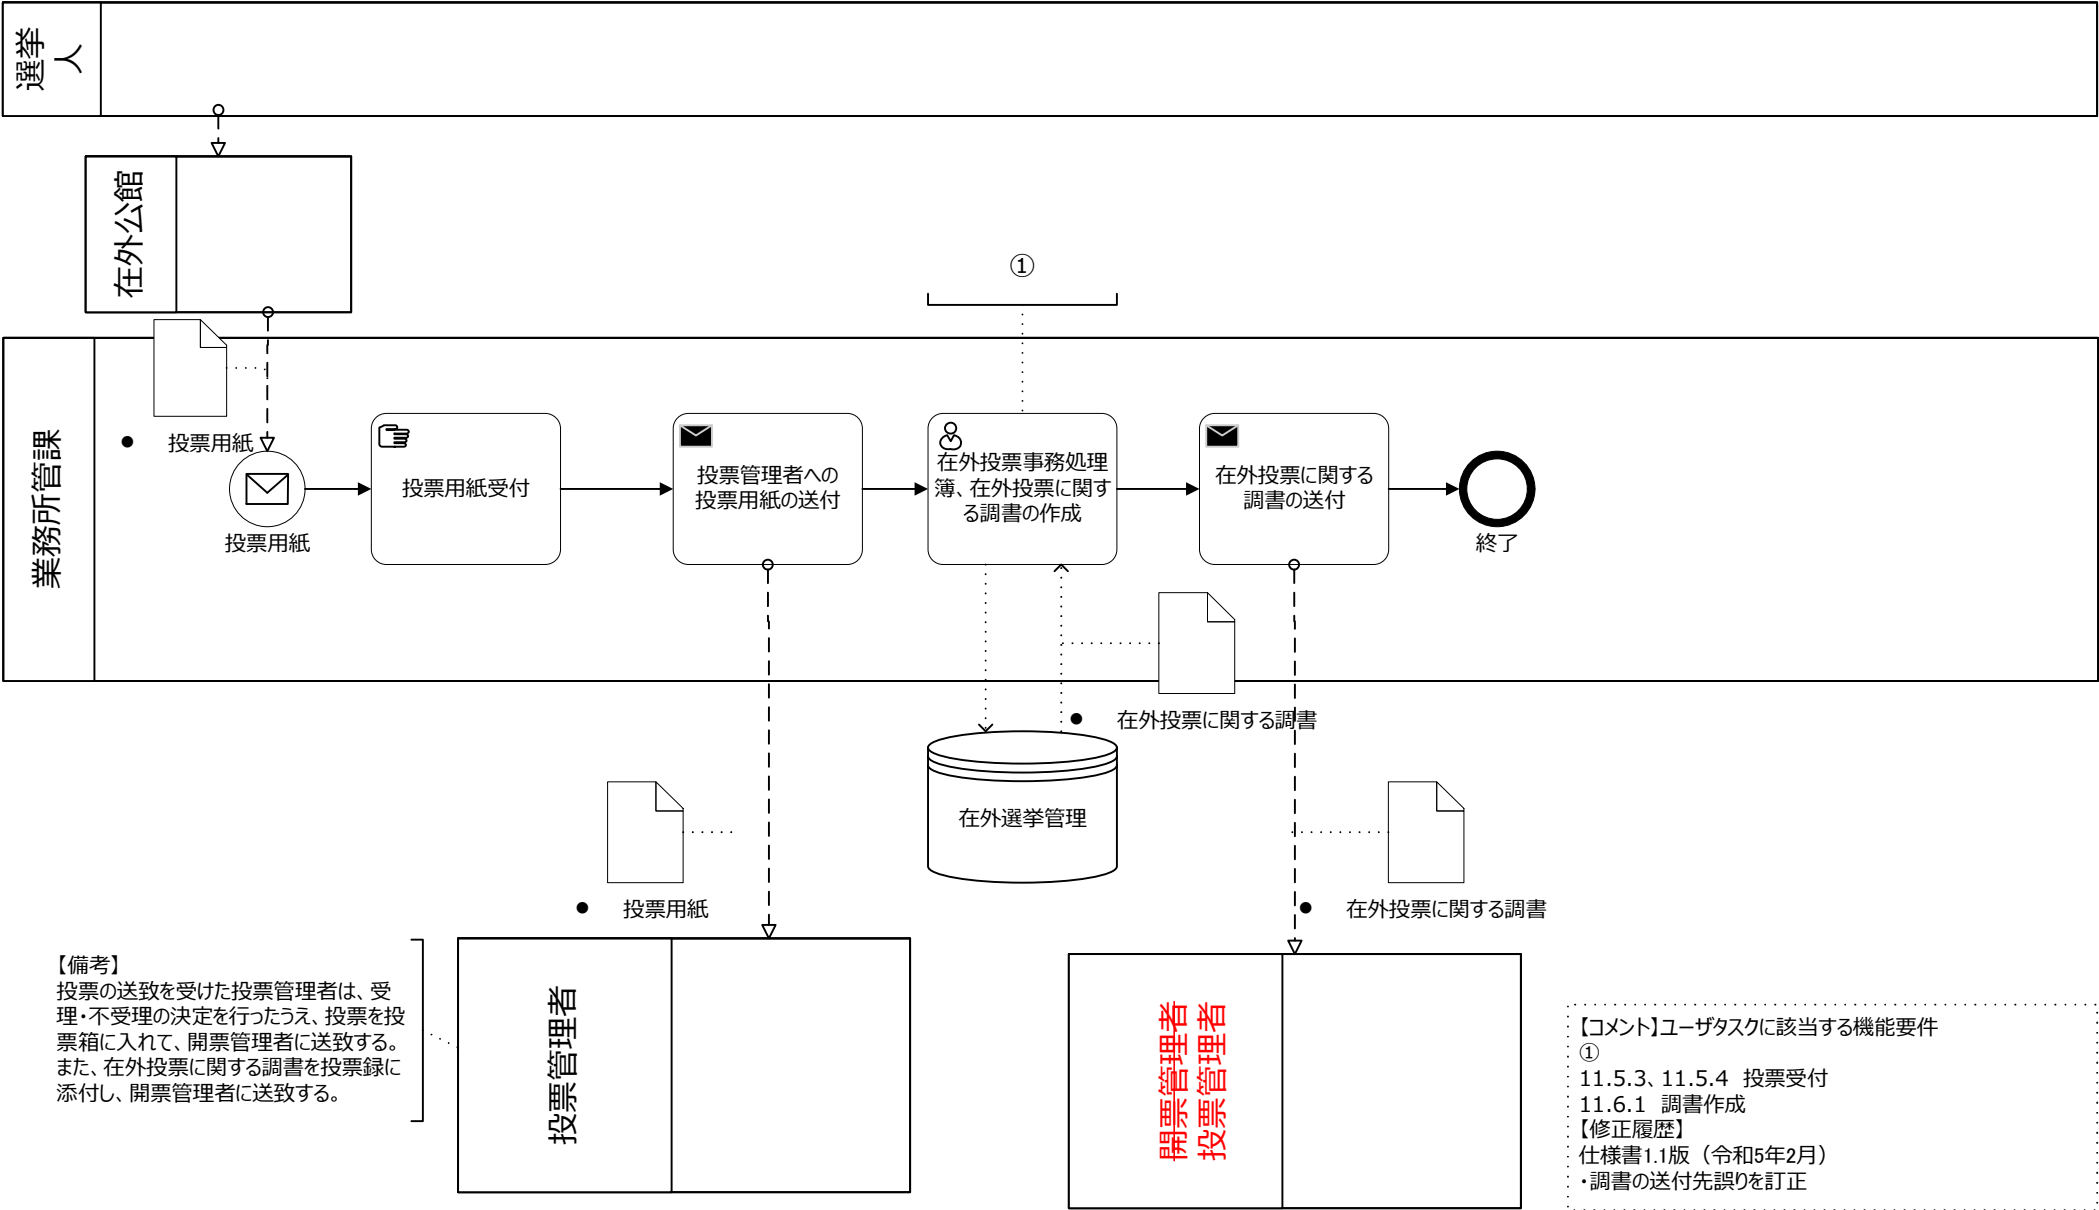 選挙
人
在外公館
①
業務所管課
● 投票用紙
投票用紙
投票用紙受付
投票管理者への
投票用紙の送付
在外投票事務処理
簿、在外投票に関す
る調書の作成
在外投票に関する
調書の送付
終了
● 在外投票に関する調書
在外選挙管理
● 投票用紙
● 在外投票に関する調書
【備考】
投票の送致を受けた投票管理者は、受
理・不受理の決定を行ったうえ、投票を投
票箱に入れて、開票管理者に送致する。
また、在外投票に関する調書を投票録に
添付し、開票管理者に送致する。
投票管理者
開票管理者
投票管理者
【コメント】ユーザタスクに該当する機能要件
①
11.5.3、11.5.4 投票受付
11.6.1 調書作成
【修正履歴】
仕様書1.1版（令和5年2月）
・調書の送付先誤りを訂正